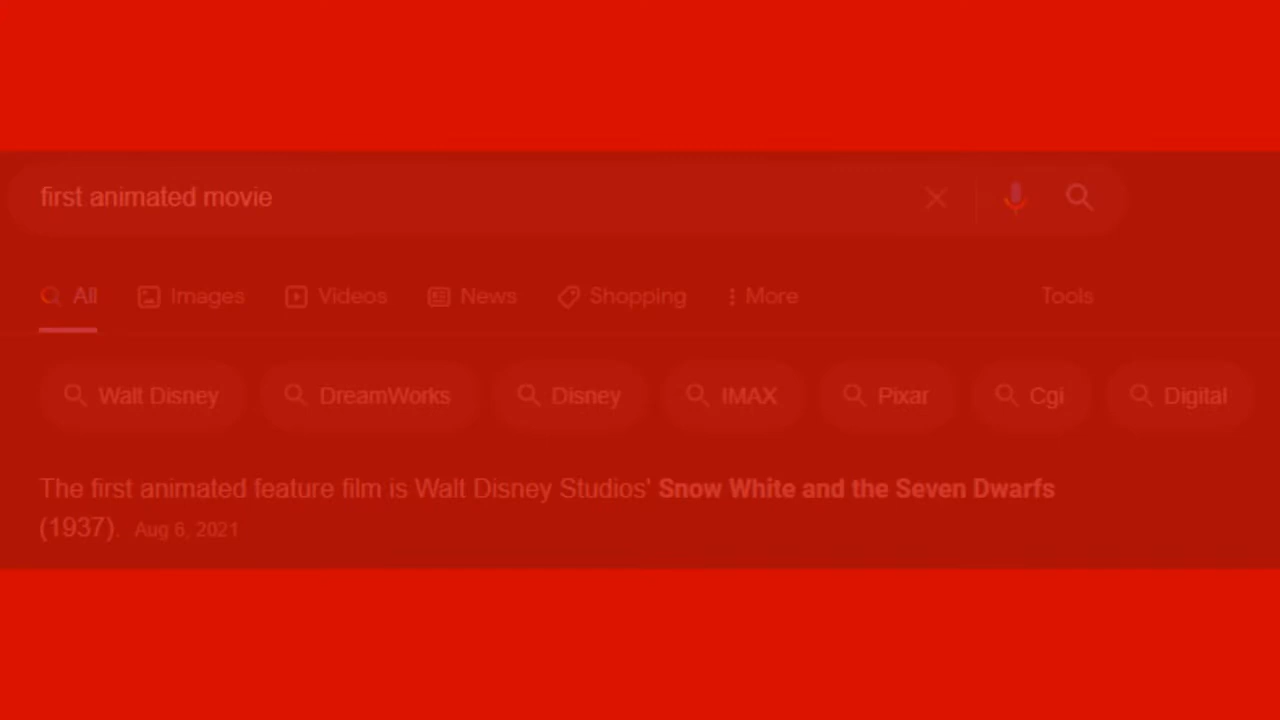 first animated movie
All Images Videos News Shopping More Tools
Walt Disney DreamWorks Disney IMAX Pixar Cgi Digital
The first animated feature film is Walt Disney Studios' Snow White and the Seven Dwarfs
(1937). Aug 6, 2021